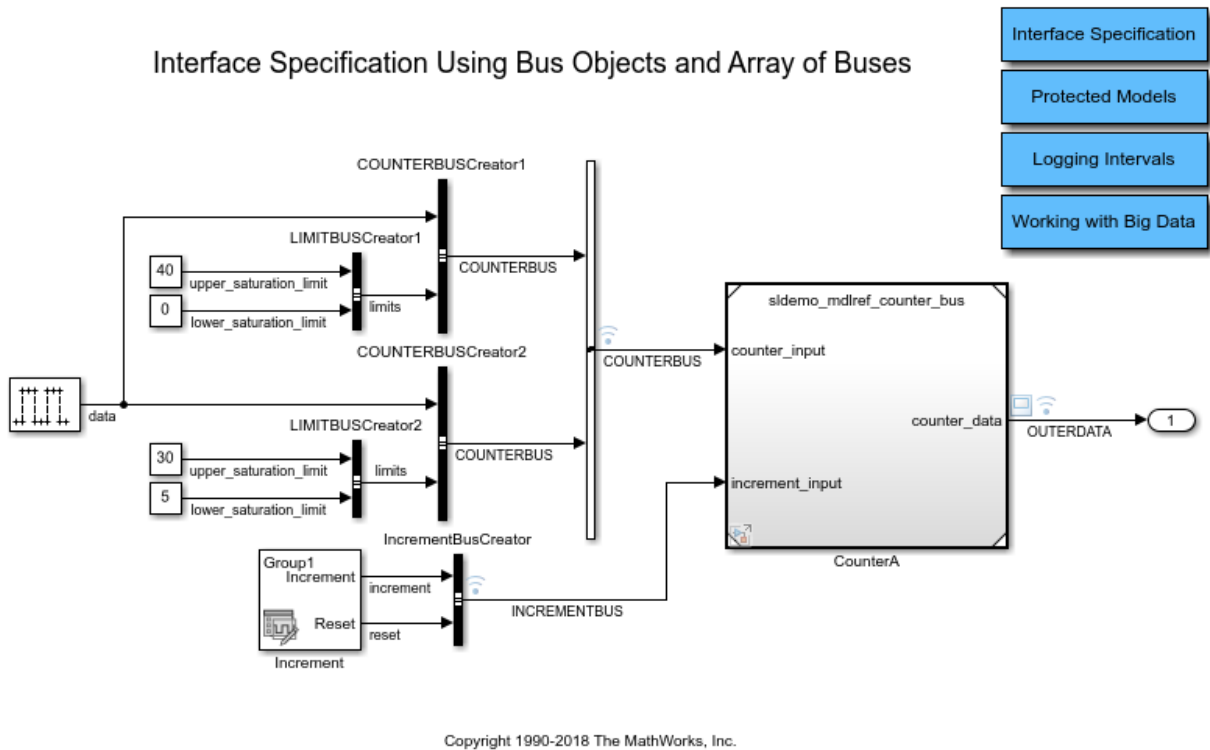 Interface Specification Using Bus Objects and Array of Buses
Interface Specification
Protected Models
Logging Intervals
Working with Big Data
COUNTERBUSCreator1
LIMITBUSCreator1
40
upper_saturation_limit
0
lower_saturation_limit
limits
COUNTERBUS
COUNTERBUSCreator2
data
LIMITBUSCreator2
30
upper_saturation_limit
5
lower_saturation_limit
limits
COUNTERBUS
COUNTERBUS
IncrementBusCreator
Group1
Increment
increment
Reset
reset
Increment
INCREMENTBUS
sldemo_mdlref_counter_bus
counter_input
counter_data
increment_input
CounterA
OUTERDATA
1
Copyright 1990-2018 The MathWorks, Inc.